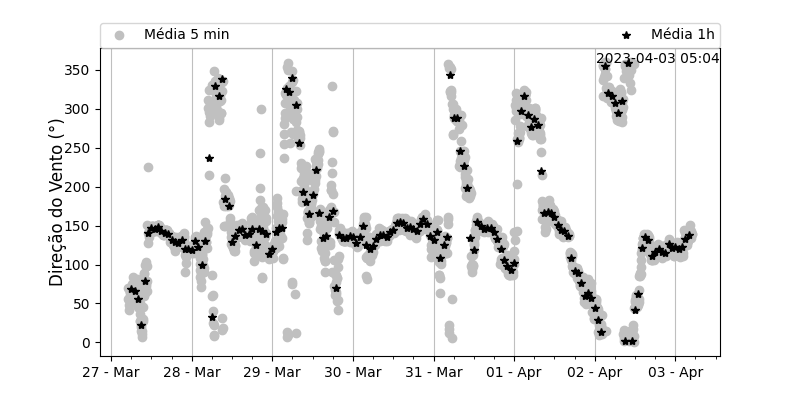 Média 5 min
Média 1h
2023-04-03 05:04
Direção do Vento (°)
350
300
250
200
150
100
50
0
27 - Mar
28 - Mar
29 - Mar
30 - Mar
31 - Mar
01 - Apr
02 - Apr
03 - Apr